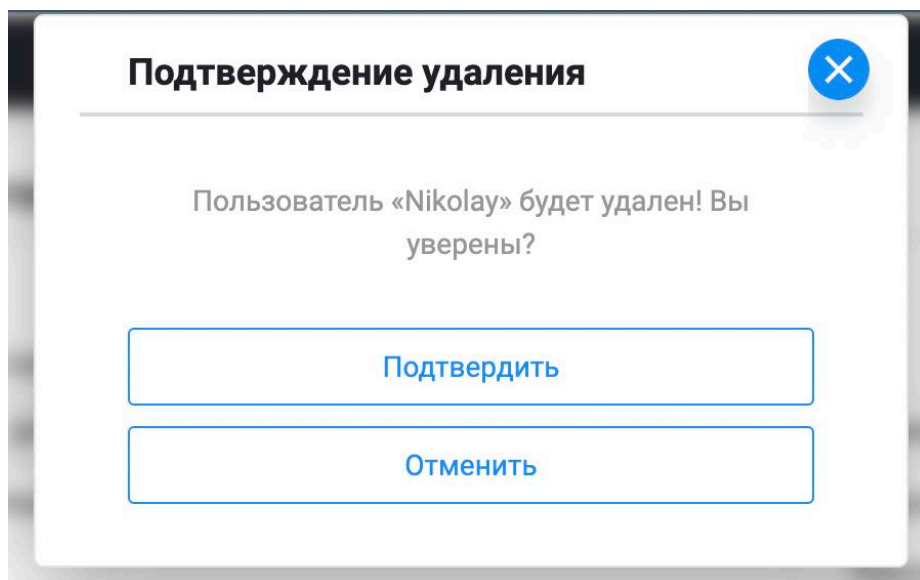 Подтверждение удаления
Пользователь «Nikolay» будет удален! Вы
уверены?
Подтвердить
Отменить